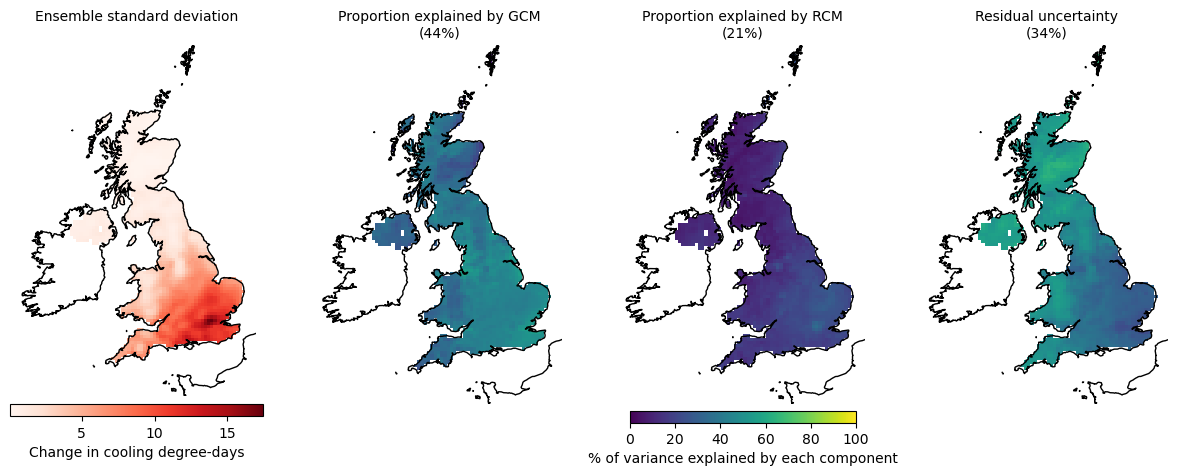 Ensemble standard deviation
Proportion explained by GCM
(44%)
Proportion explained by RCM
(21%)
Residual uncertainty
(34%)
5 10 15
Change in cooling degree-days
0 20 40 60 80 100
% of variance explained by each component